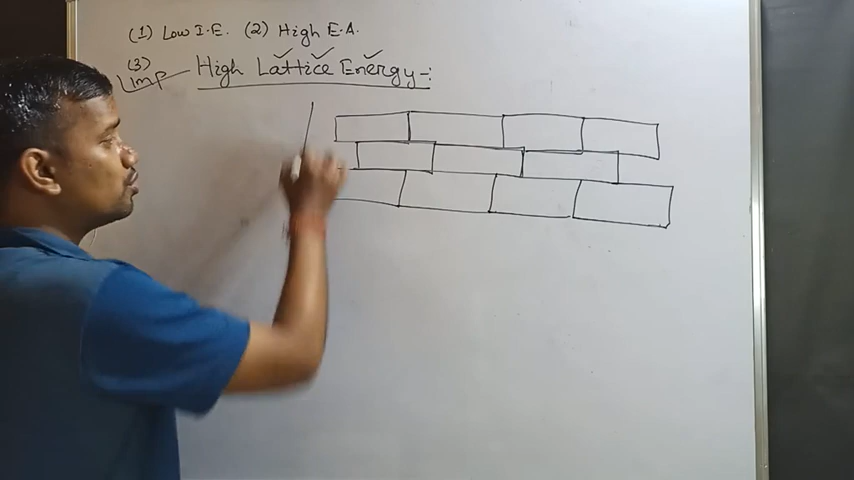 (1) Low I.E. (2) High E.A.
(3)
Imp High Lattice Energy -: